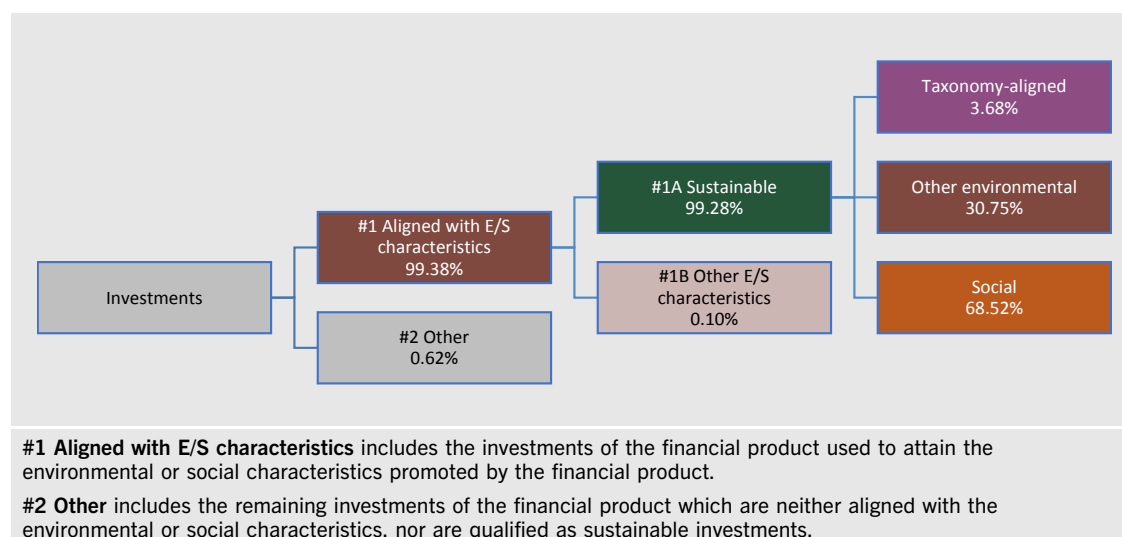 Investments
#1 Aligned with E/S
characteristics
99.38%
#2 Other
0.62%
#1A Sustainable
99.28%
#1B Other E/S
characteristics
0.10%
Taxonomy-aligned
3.68%
Other environmental
30.75%
Social
68.52%
#1 Aligned with E/S characteristics includes the investments of the financial product used to attain the
environmental or social characteristics promoted by the financial product.
#2 Other includes the remaining investments of the financial product which are neither aligned with the
environmental or social characteristics, nor are qualified as sustainable investments.